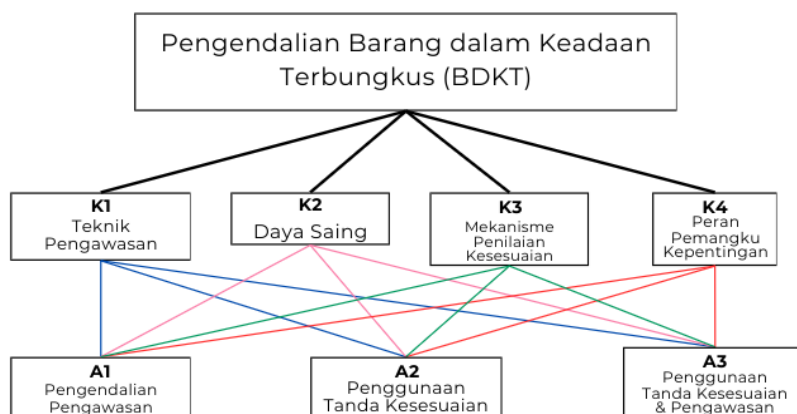 Pengendalian Barang dalam Keadaan
Terbungkus (BDKT)
K1
Teknik
Pengawasan
K2
Daya Saing
K3
Mekanisme
Penilaian
Kesesuaian
K4
Peran
Pemangku
Kepentingan
A1
Pengendalian
Pengawasan
A2
Penggunaan
Tanda Kesesuaian
A3
Penggunaan
Tanda Kesesuaian
& Pengawasan